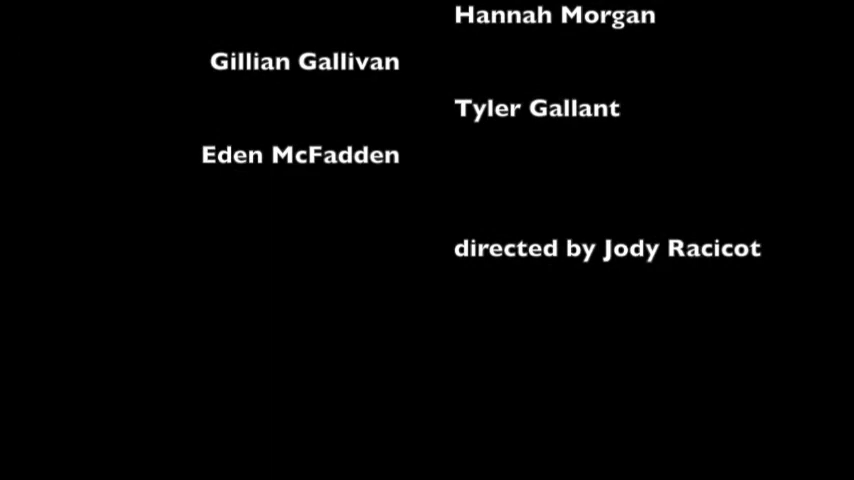 Hannah Morgan
Gillian Gallivan
Tyler Gallant
Eden McFadden
directed by Jody Racicot